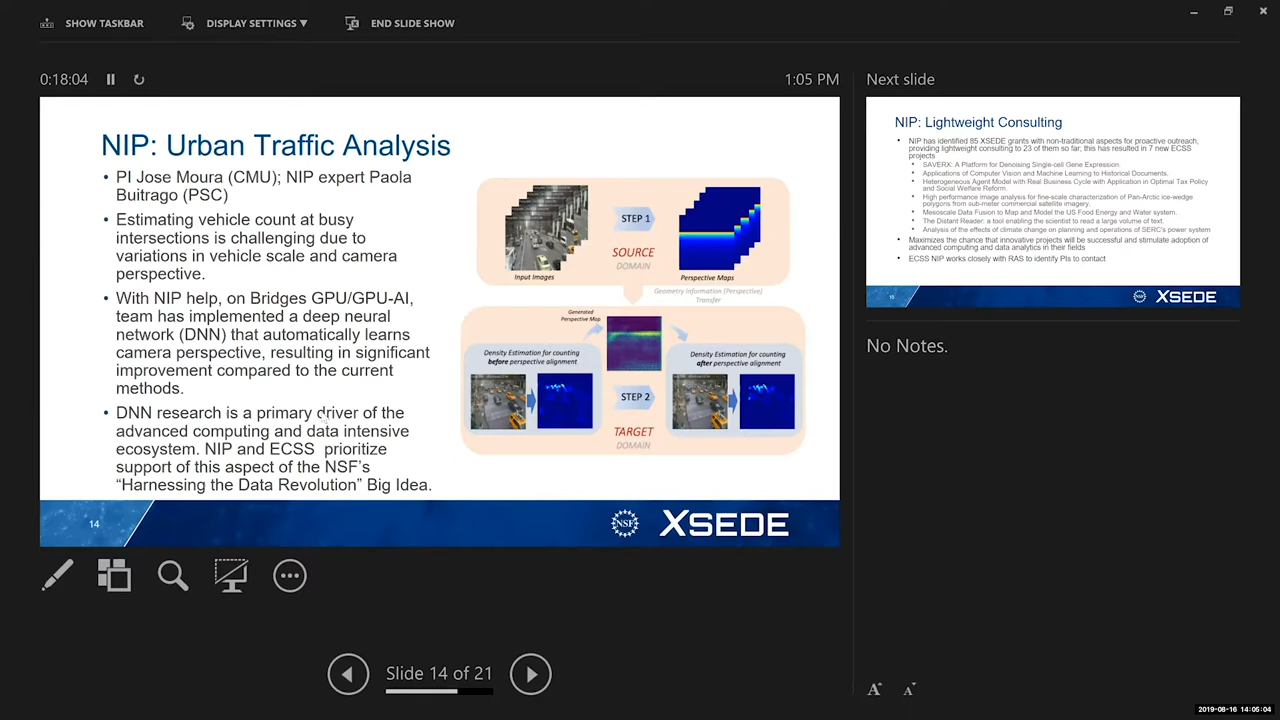 SHOW TASKBAR
DISPLAY SETTINGS ▼
END SLIDE SHOW
0:18:04
1:05 PM
Next slide
NIP: Urban Traffic Analysis
• PI Jose Moura (CMU); NIP expert Paola
Buitrago (PSC)
• Estimating vehicle count at busy
intersections is challenging due to
variations in vehicle scale and camera
perspective.
• With NIP help, on Bridges GPU/GPU-AI,
team has implemented a deep neural
network (DNN) that automatically learns
camera perspective, resulting in significant
improvement compared to the current
methods.
• DNN research is a primary driver of the
advanced computing and data intensive
ecosystem. NIP and ECSS prioritize
support of this aspect of the NSF's
“Harnessing the Data Revolution” Big Idea.
STEP 1
SOURCE
DOMAIN
Input Images
Perspective Maps
Geometry Information (Perspective)
Transfer
Generated
Perspective Map
Density Estimation for counting
before perspective alignment
Density Estimation for counting
after perspective alignment
STEP 2
TARGET
DOMAIN
14
NSF
XSEDE
NIP: Lightweight Consulting
• NIP has identified 85 XSEDE grants with non-traditional aspects for proactive outreach,
providing lightweight consulting to 23 of them so far; this has resulted in 7 new ECSS
projects
• SAVERX: A Platform for Denoising Single-cell Gene Expression.
• Applications of Computer Vision and Machine Learning to Historical Documents.
• Heterogeneous Agent Model with Real Business Cycle with Application in Optimal Tax Policy
and Social Welfare Reform.
• High performance image analysis for fine-scale characterization of Pan-Arctic ice-wedge
polygons from sub-meter commercial satellite imagery.
• Mesoscale Data Fusion to Map and Model the US Food Energy and Water system.
• The Distant Reader: a tool enabling the scientist to read a large volume of text.
• Analysis of the effects of climate change on planning and operations of SERC's power system
• Maximizes the chance that innovative projects will be successful and stimulate adoption of
advanced computing and data analytics in their fields
• ECSS NIP works closely with RAS to identify PIs to contact
XSEDE
No Notes.
Slide 14 of 21
A A
2019-08-16 14:05:04